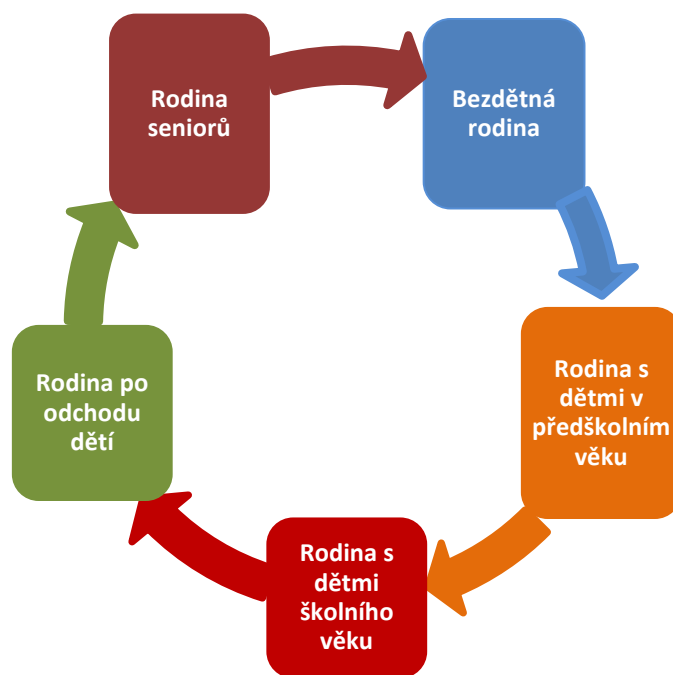 Rodina
seniorů
Bezdětná
rodina
Rodina s
dětmi v
předškolním
věku
Rodina s
dětmi
školního
věku
Rodina po
odchodu
dětí